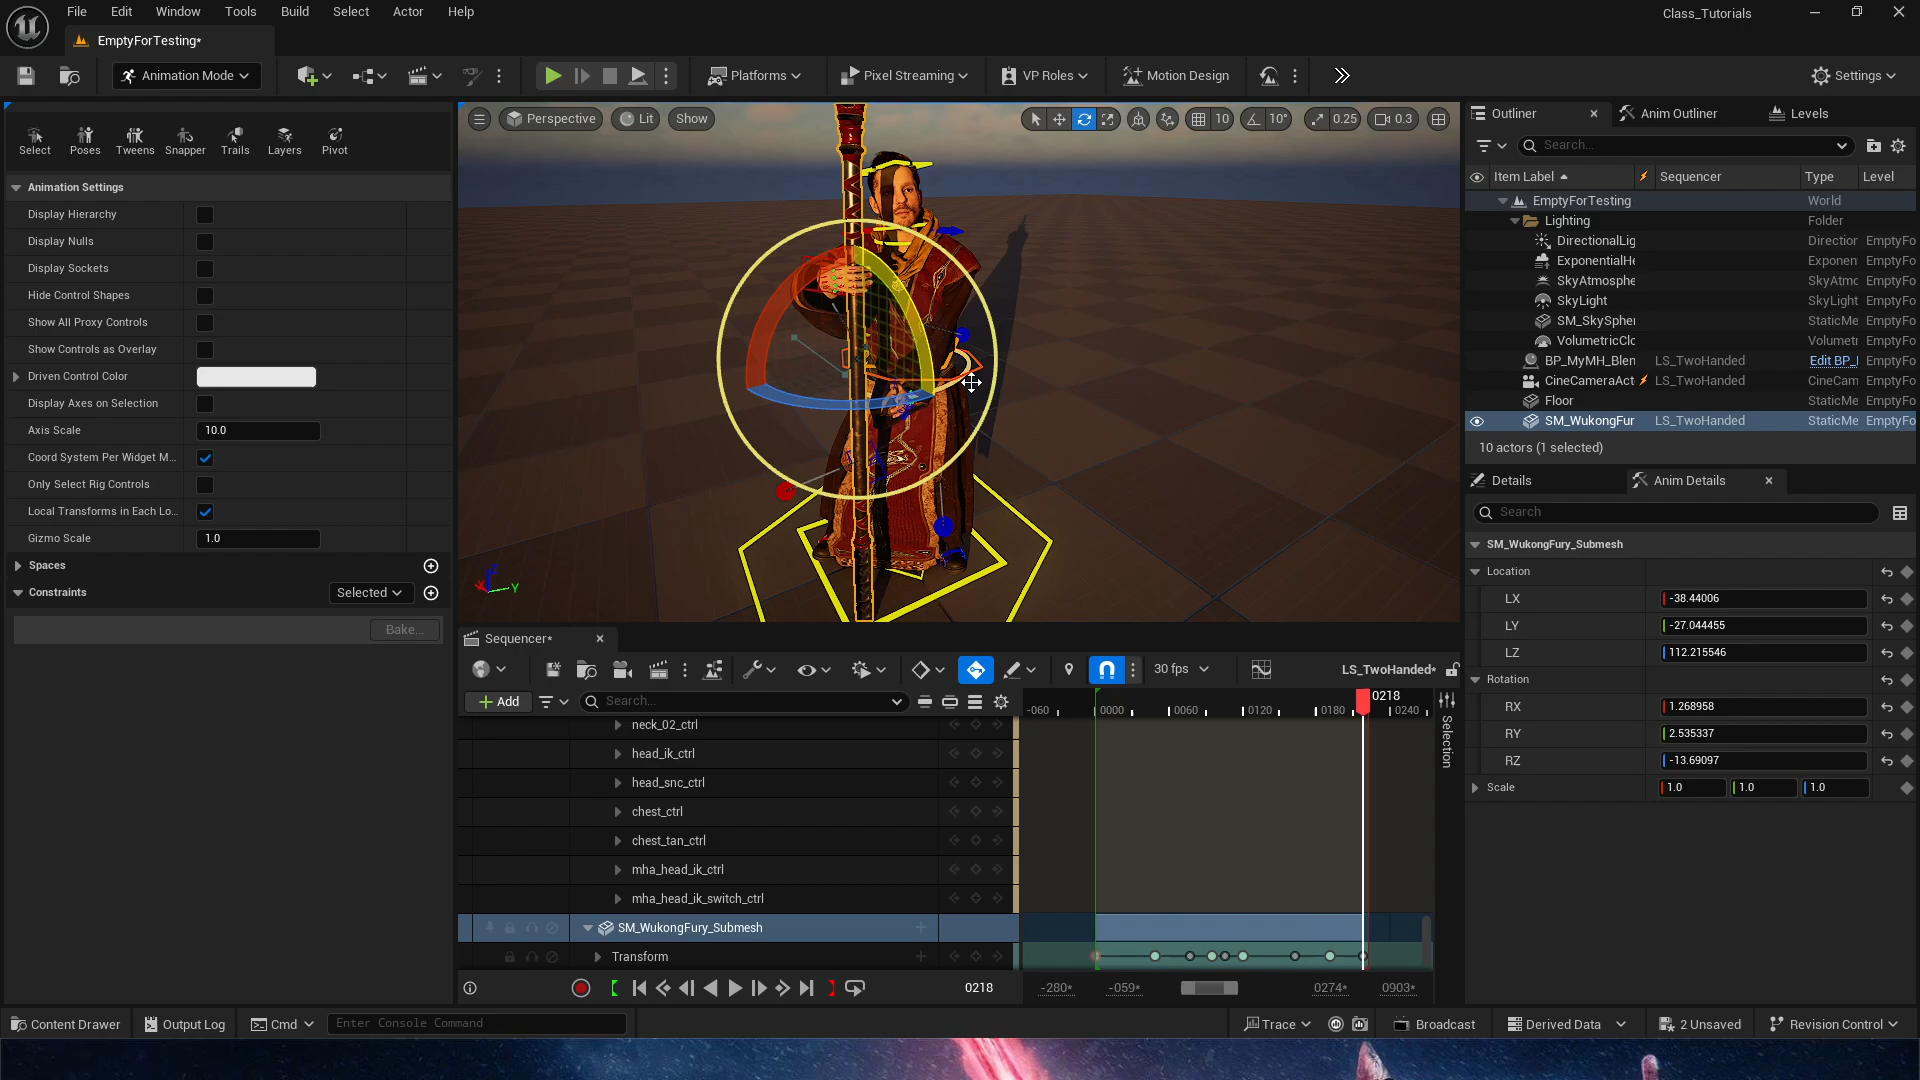 File Edit Window Tools Build Select Actor Help
Class_Tutorials
EmptyForTesting*
Animation Mode
Platforms
Pixel Streaming
VP Roles
Motion Design
Settings
Select Poses Tweens Snapper Trails Layers Pivot
Animation Settings
Display Hierarchy
Display Nulls
Display Sockets
Hide Control Shapes
Show All Proxy Controls
Show Controls as Overlay
Driven Control Color
Display Axes on Selection
Axis Scale 10.0
Coord System Per Widget M...
Only Select Rig Controls
Local Transforms in Each Lo...
Gizmo Scale 1.0
Spaces
Constraints Selected
Bake...
Perspective Lit Show
10 10° 0.25 0.3
X Y Z
Outliner Anim Outliner Levels
Search...
Item Label Sequencer Type Level
EmptyForTesting World
Lighting Folder
DirectionalLig Direction EmptyFo
ExponentialHe Exponen EmptyFo
SkyAtmosphe SkyAtmc EmptyFo
SkyLight SkyLight EmptyFo
SM_SkySpher StaticMe EmptyFo
VolumetricClc Volumetr EmptyFo
BP_MyMH_Blen LS_TwoHanded Edit BP_I EmptyFo
CineCameraAct LS_TwoHanded CineCam EmptyFo
Floor StaticMe EmptyFo
SM_WukongFur LS_TwoHanded StaticMe EmptyFo
10 actors (1 selected)
Details Anim Details
Search
SM_WukongFury_Submesh
Location
LX -38.44006
LY -27.044455
LZ 112.215546
Rotation
RX 1.268958
RY 2.535337
RZ -13.69097
Scale 1.0 1.0 1.0
Sequencer*
30 fps
LS_TwoHanded*
Add
Search...
0218
-060 0000 0060 0120 0180 0240
Selection
neck_02_ctrl
head_ik_ctrl
head_snc_ctrl
chest_ctrl
chest_tan_ctrl
mha_head_ik_ctrl
mha_head_ik_switch_ctrl
SM_WukongFury_Submesh
Transform
0218
-280* -059* 0274* 0903*
Content Drawer
Output Log
Cmd
Enter Console Command
Trace
Broadcast
Derived Data
2 Unsaved
Revision Control